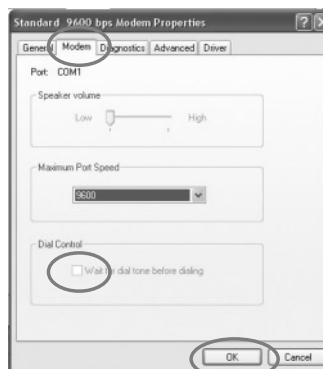 Standard 9600 bps Modem Properties
General Modem Diagnostics Advanced Driver
Port: COM1
Speaker volume
Low High
Maximum Port Speed
9600
Dial Control
Wait for dial tone before dialing
OK Cancel